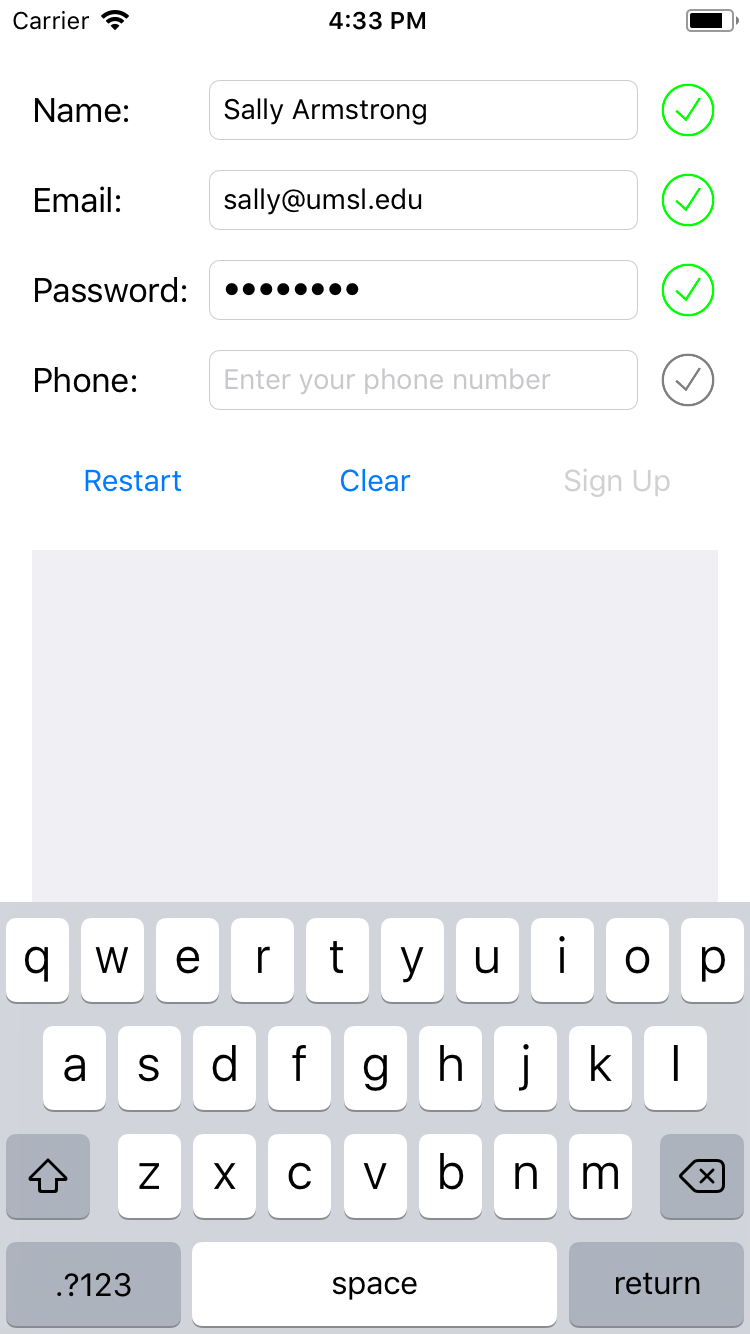 Carrier 4:33 PM
Name: Sally Armstrong
Email: sally@umsl.edu
Password: ••••••••
Phone: Enter your phone number
Restart Clear Sign Up
q w e r t y u i o p
a s d f g h j k l
z x c v b n m
.?123 space return